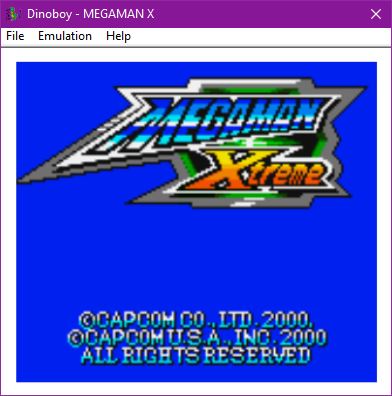 Dinoboy - MEGAMAN X
File Emulation Help
MEGAMAN
Xtreme
©CAPCOM CO., LTD. 2000,
©CAPCOM U.S.A., INC. 2000
ALL RIGHTS RESERVED